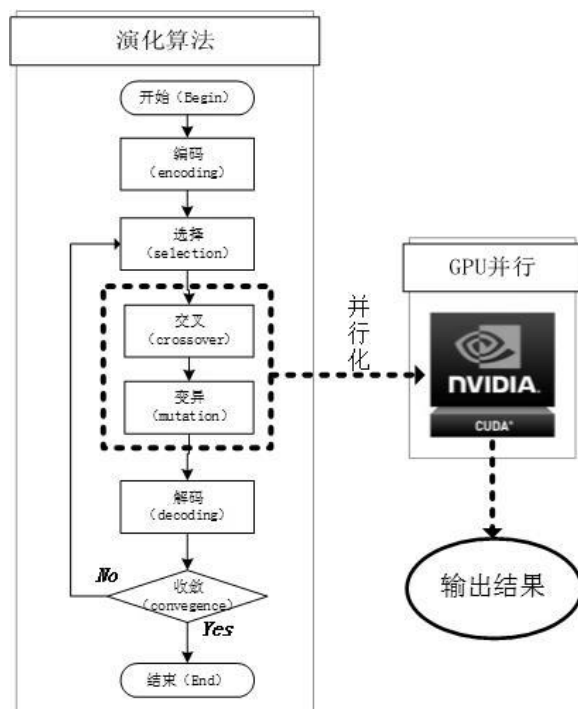 演化算法
开始（Begin）
编码
（encoding）
选择
（selection）
交叉
（crossover）
变异
（mutation）
解码
（decoding）
No
收敛
（convegence）
Yes
结束（End）
并行化
GPU并行
NVIDIA.
CUDA®
输出结果